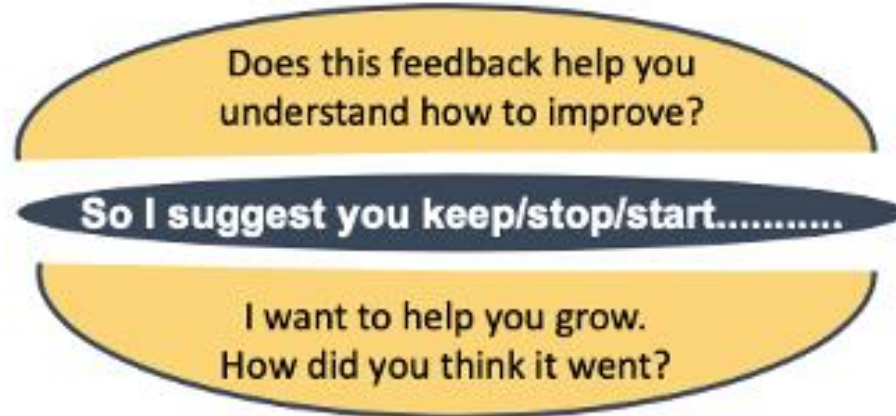 Does this feedback help you
understand how to improve?
So I suggest you keep/stop/start...........
I want to help you grow.
How did you think it went?